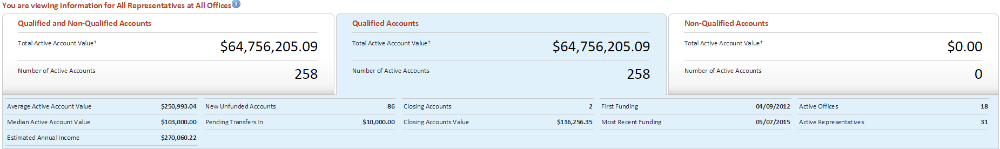 You are viewing information for All Representatives at All Offices
Qualified and Non-Qualified Accounts
Total Active Account Value+ $64,756,205.09
Number of Active Accounts 258
Qualified Accounts
Total Active Account Value+ $64,756,205.09
Number of Active Accounts 258
Non-Qualified Accounts
Total Active Account Value+ $0.00
Number of Active Accounts 0
Average Active Account Value $250,993.04
Median Active Account Value $103,000.00
Estimated Annual Income $270,060.22
New Unfunded Accounts 86
Pending Transfers In $10,000.00
Closing Accounts 2
Closing Accounts Value $116,256.35
First Funding 04/09/2012
Most Recent Funding 05/07/2015
Active Offices 18
Active Representatives 31